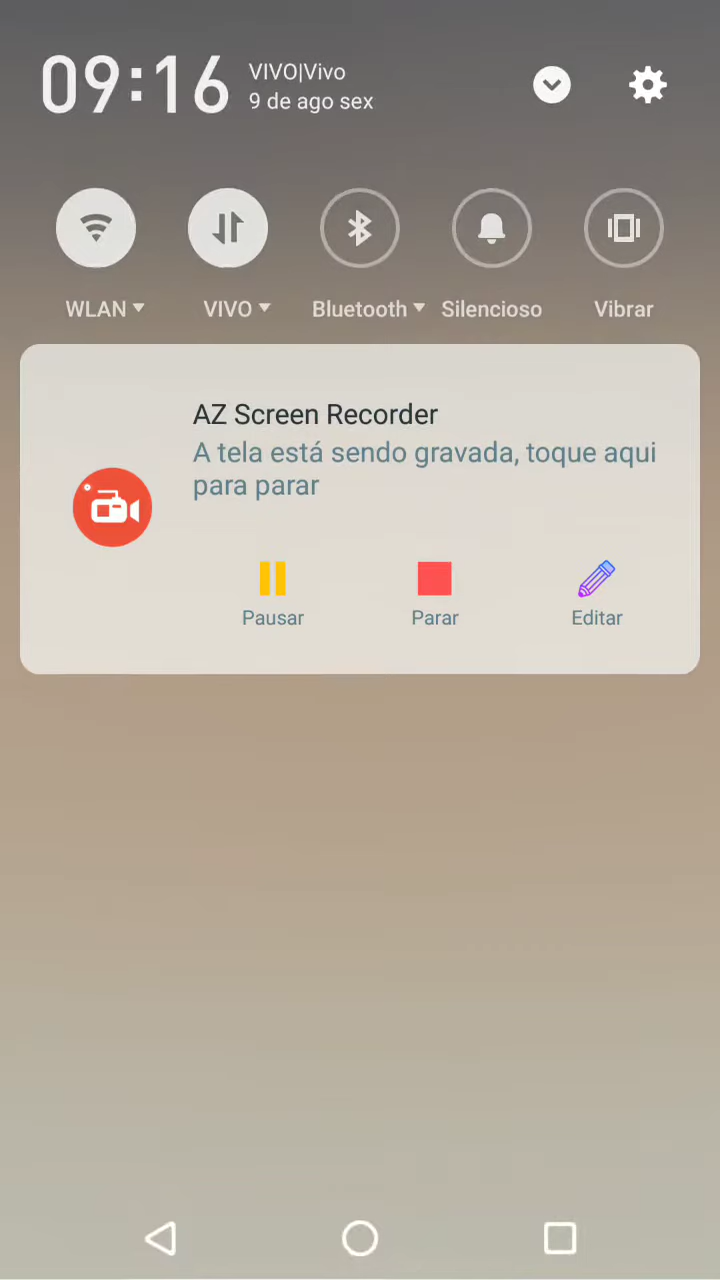 09:16
VIVO|Vivo
9 de ago sex
WLAN
VIVO
Bluetooth
Silencioso
Vibrar
AZ Screen Recorder
A tela está sendo gravada, toque aqui
para parar
Pausar
Parar
Editar